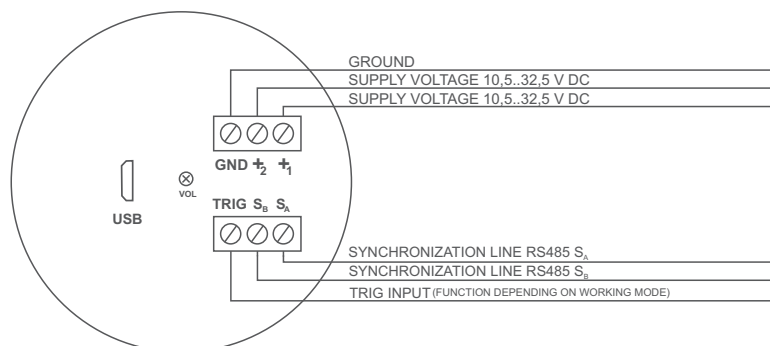 GROUND
SUPPLY VOLTAGE 10,5..32,5 V DC
SUPPLY VOLTAGE 10,5..32,5 V DC
GND +2 +1
VOL
USB
TRIG SB SA
SYNCHRONIZATION LINE RS485 SA
SYNCHRONIZATION LINE RS485 SB
TRIG INPUT (FUNCTION DEPENDING ON WORKING MODE)